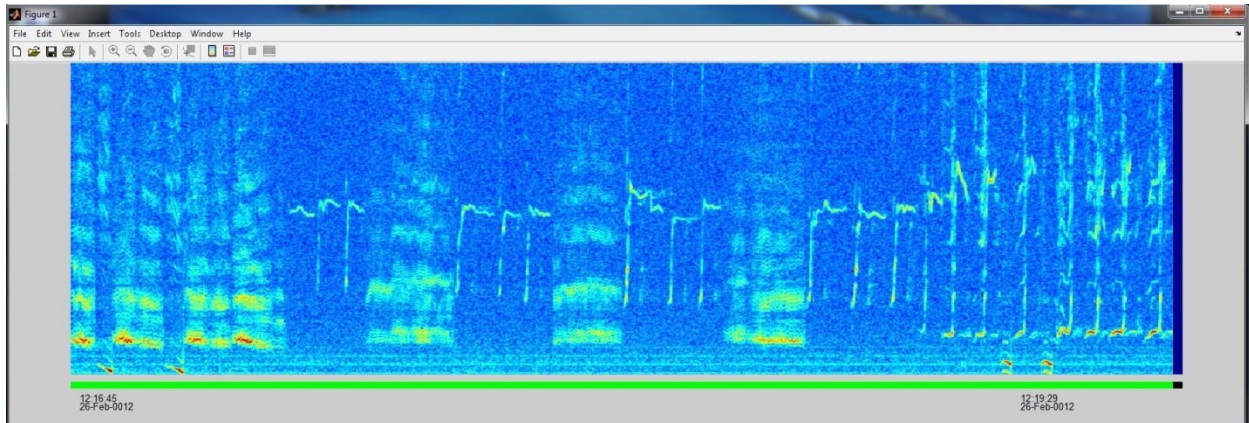 Figure 1
File Edit View Insert Tools Desktop Window Help
12:16:45
26-Feb-0012
12:19:29
26-Feb-0012